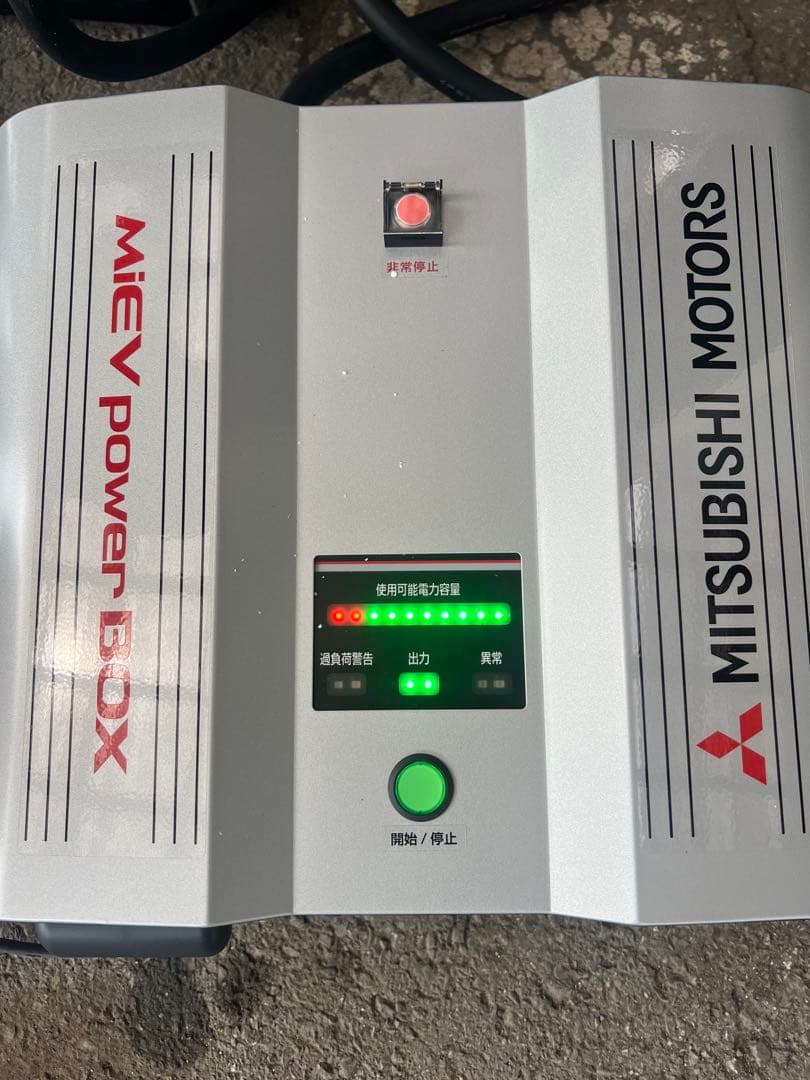 MiEV power BOX
非常停止
使用可能電力容量
過負荷警告
出力
異常
開始 / 停止
MITSUBISHI MOTORS